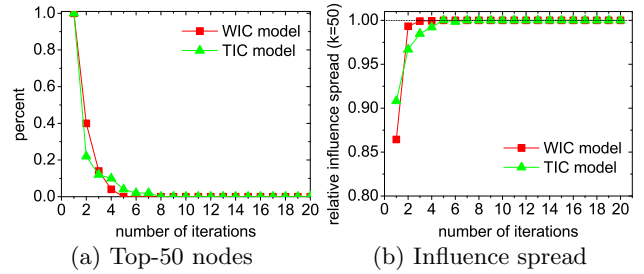 1.0
0.8
0.6
0.4
0.2
0.0
percent
WIC model
TIC model
0 2 4 6 8 10 12 14 16 18 20
number of iterations
(a) Top-50 nodes
1.00
0.95
0.90
0.85
0.80
relative influence spread (k=50)
WIC model
TIC model
0 2 4 6 8 10 12 14 16 18 20
number of iterations
(b) Influence spread